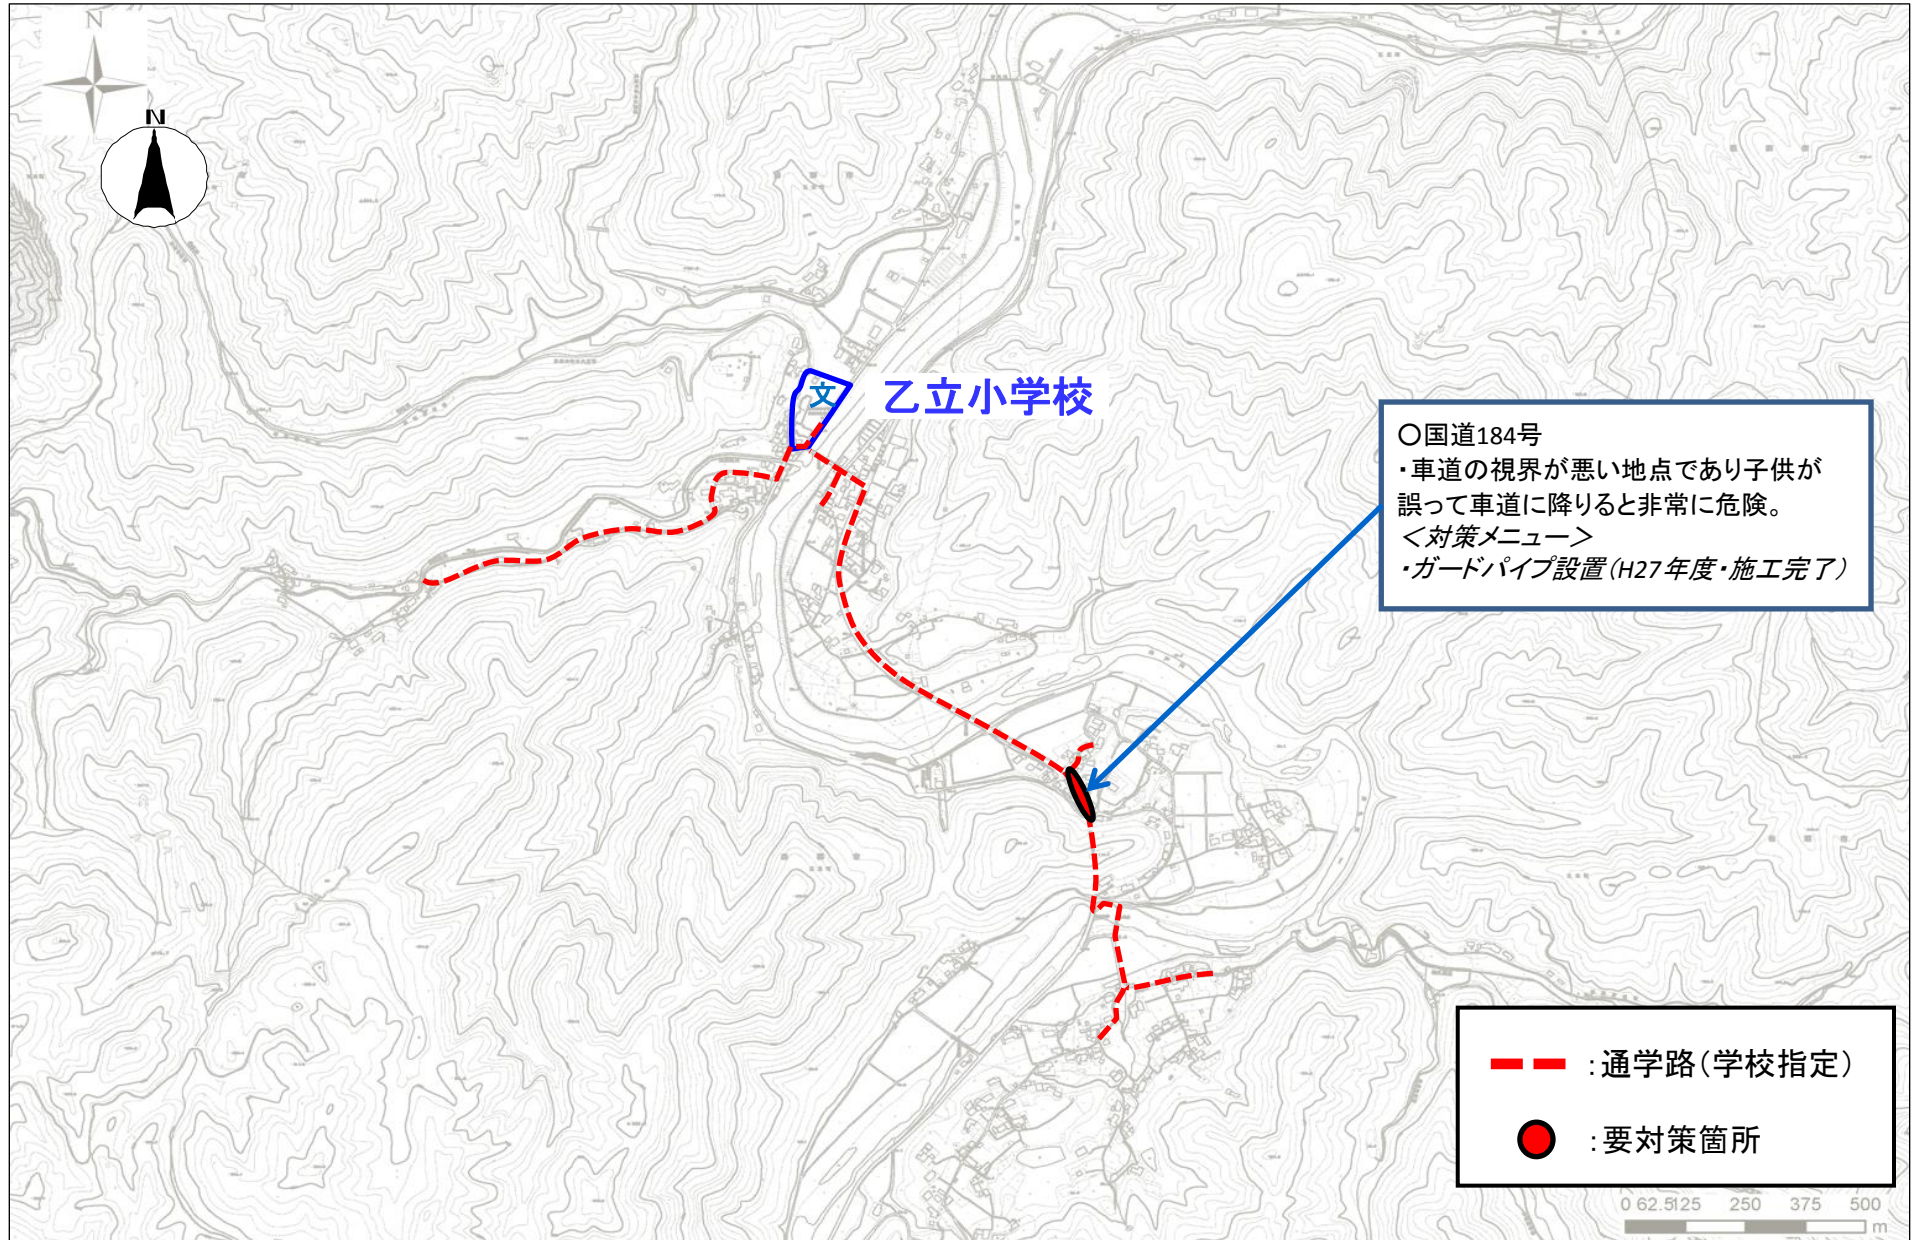 N
N
文
乙立小学校
○国道184号
・車道の視界が悪い地点であり子供が
誤って車道に降りると非常に危険。
＜対策メニュー＞
・ガードパイプ設置(H27年度・施工完了)
:通学路(学校指定)
:要対策箇所
0 62.5125 250 375 500
m